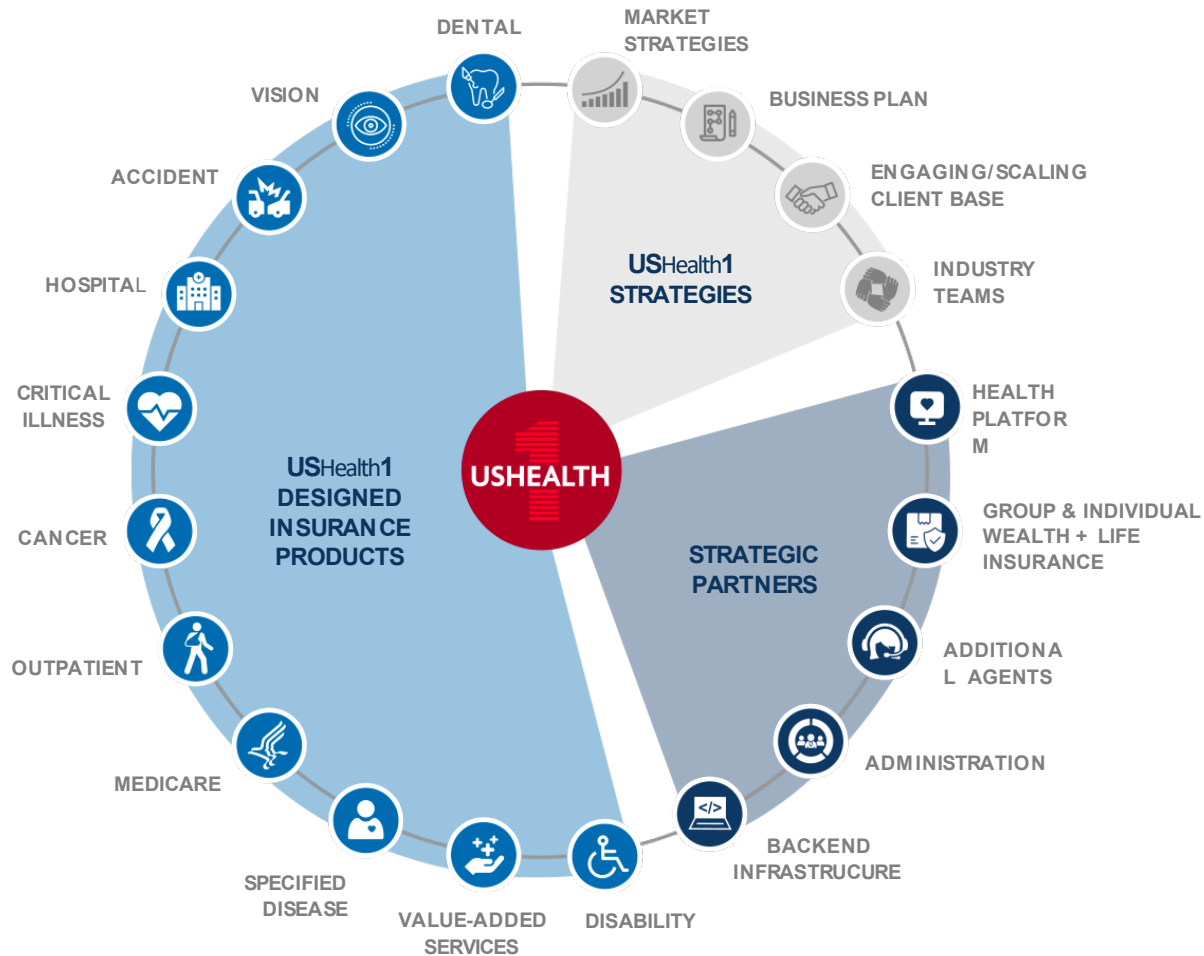 DENTAL
MARKET
STRATEGIES
VISION
BUSINESS PLAN
ACCIDENT
ENGAGING/SCALING
CLIENT BASE
HOSPITAL
USHealth1
STRATEGIES
INDUSTRY
TEAMS
CRITICAL
ILLNESS
HEALTH
PLATFOR
M
USHealth1
DESIGNED
INSURANCE
PRODUCTS
1
USHEALTH
CANCER
STRATEGIC
PARTNERS
GROUP & INDIVIDUAL
WEALTH + LIFE
INSURANCE
OUTPATIENT
ADDITIONA
L AGENTS
MEDICARE
ADMINISTRATION
</>
SPECIFIED
DISEASE
BACKEND
INFRASTRUCURE
VALUE-ADDED
SERVICES
DISABILITY